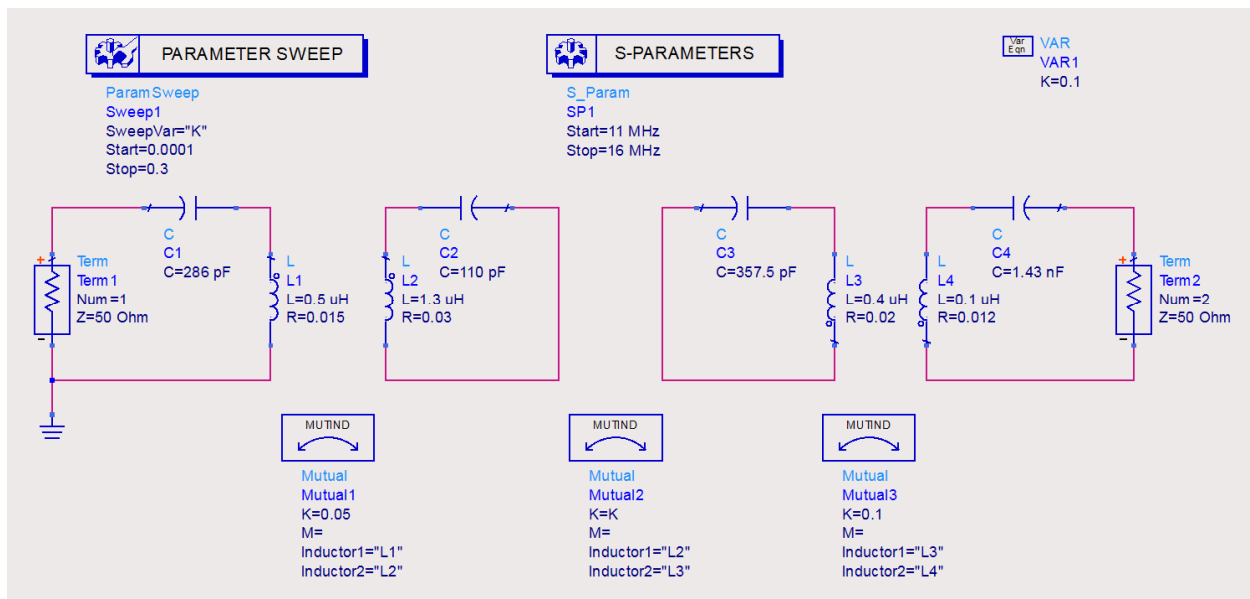 PARAMETER SWEEP
ParamSweep
Sweep1
SweepVar="K"
Start=0.0001
Stop=0.3
S-PARAMETERS
S_Param
SP1
Start=11 MHz
Stop=16 MHz
Var
Eqn
VAR
VAR1
K=0.1
+
Term
Term1
Num=1
Z=50 Ohm
-
C
C1
C=286 pF
L
L1
L=0.5 uH
R=0.015
L
L2
L=1.3 uH
R=0.03
C
C2
C=110 pF
C
C3
C=357.5 pF
L
L3
L=0.4 uH
R=0.02
L
L4
L=0.1 uH
R=0.012
C
C4
C=1.43 nF
+
Term
Term2
Num=2
Z=50 Ohm
-
MUTIND
Mutual
Mutual1
K=0.05
M=
Inductor1="L1"
Inductor2="L2"
MUTIND
Mutual
Mutual2
K=K
M=
Inductor1="L2"
Inductor2="L3"
MUTIND
Mutual
Mutual3
K=0.1
M=
Inductor1="L3"
Inductor2="L4"